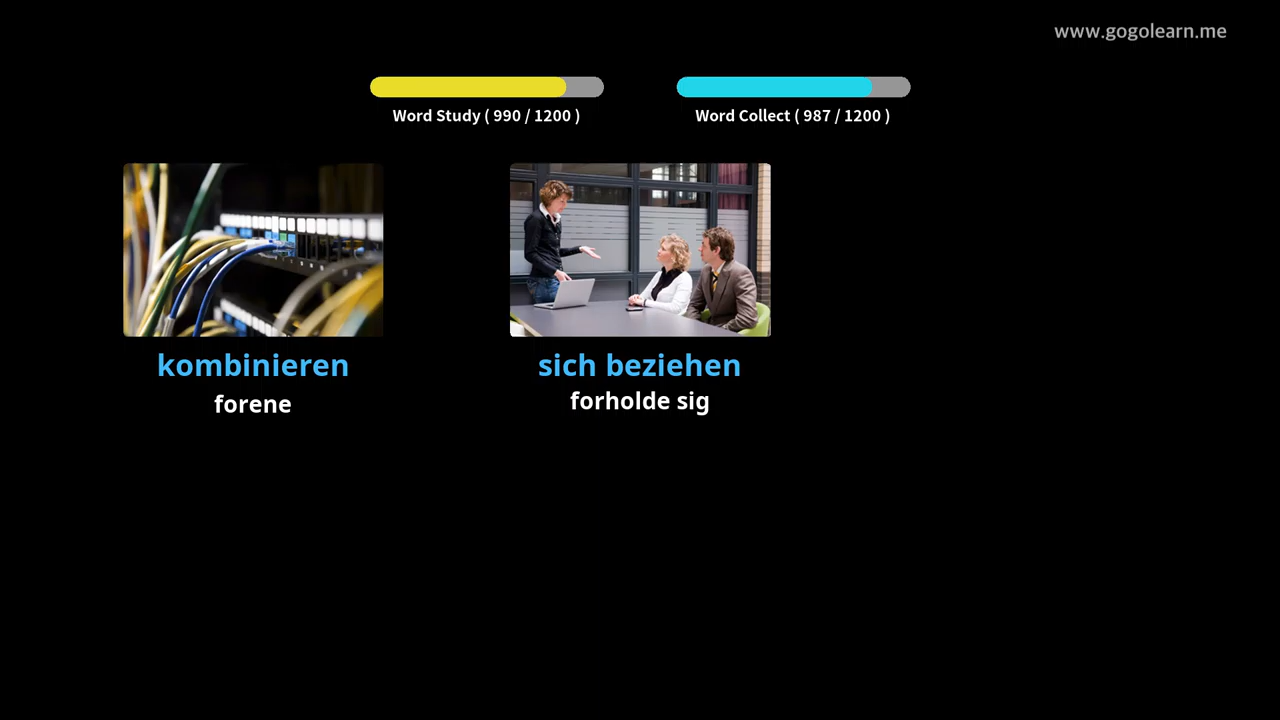 www.gogolearn.me
Word Study ( 990 / 1200 )
Word Collect ( 987 / 1200 )
kombinieren
forene
sich beziehen
forholde sig